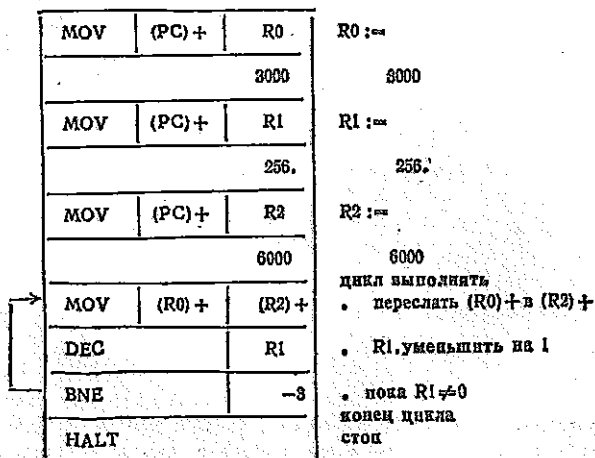 MOV (PC)+ R0 R0 :=
3000 3000
MOV (PC)+ R1 R1 :=
256. 256.
MOV (PC)+ R2 R2 :=
6000 6000
цикл выполнять
MOV (R0)+ (R2)+ • переслать (R0)+ в (R2)+
DEC R1 • R1 уменьшить на 1
BNE −3 • пока R1≠0
конец цикла
HALT стоп